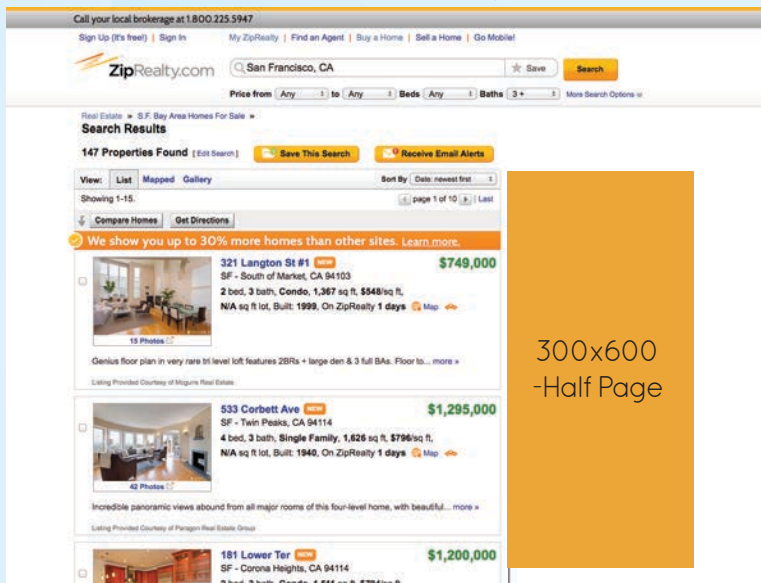 Call your local brokerage at 1.800.225.5947
Sign Up (It's free!) | Sign In My ZipRealty | Find an Agent | Buy a Home | Sell a Home | Go Mobile!
ZipRealty.com San Francisco, CA Save Search
Price from Any to Any Beds Any Baths 3 + More Search Options
Real Estate » S.F. Bay Area Homes For Sale »
Search Results
147 Properties Found [Edit Search] Save This Search Receive Email Alerts
View: List Mapped Gallery Sort By Date: newest first
Showing 1-15. page 1 of 10 | Last
Compare Homes Get Directions
We show you up to 30% more homes than other sites. Learn more.
321 Langton St #1 NEW $749,000
SF - South of Market, CA 94103
2 bed, 3 bath, Condo, 1,367 sq ft, $548/sq ft,
N/A sq ft lot, Built: 1999, On ZipRealty 1 days Map
15 Photos
Genius floor plan in very rare tri level loft features 2BRs + large den & 3 full BAs. Floor to... more »
Listing Provided Courtesy of Mcguire Real Estate
533 Corbett Ave NEW $1,295,000
SF - Twin Peaks, CA 94114
4 bed, 3 bath, Single Family, 1,626 sq ft, $796/sq ft,
N/A sq ft lot, Built: 1940, On ZipRealty 1 days Map
42 Photos
Incredible panoramic views abound from all major rooms of this four-level home, with beautiful... more »
Listing Provided Courtesy of Paragon Real Estate Group
181 Lower Ter NEW $1,200,000
SF - Corona Heights, CA 94114
300x600
-Half Page